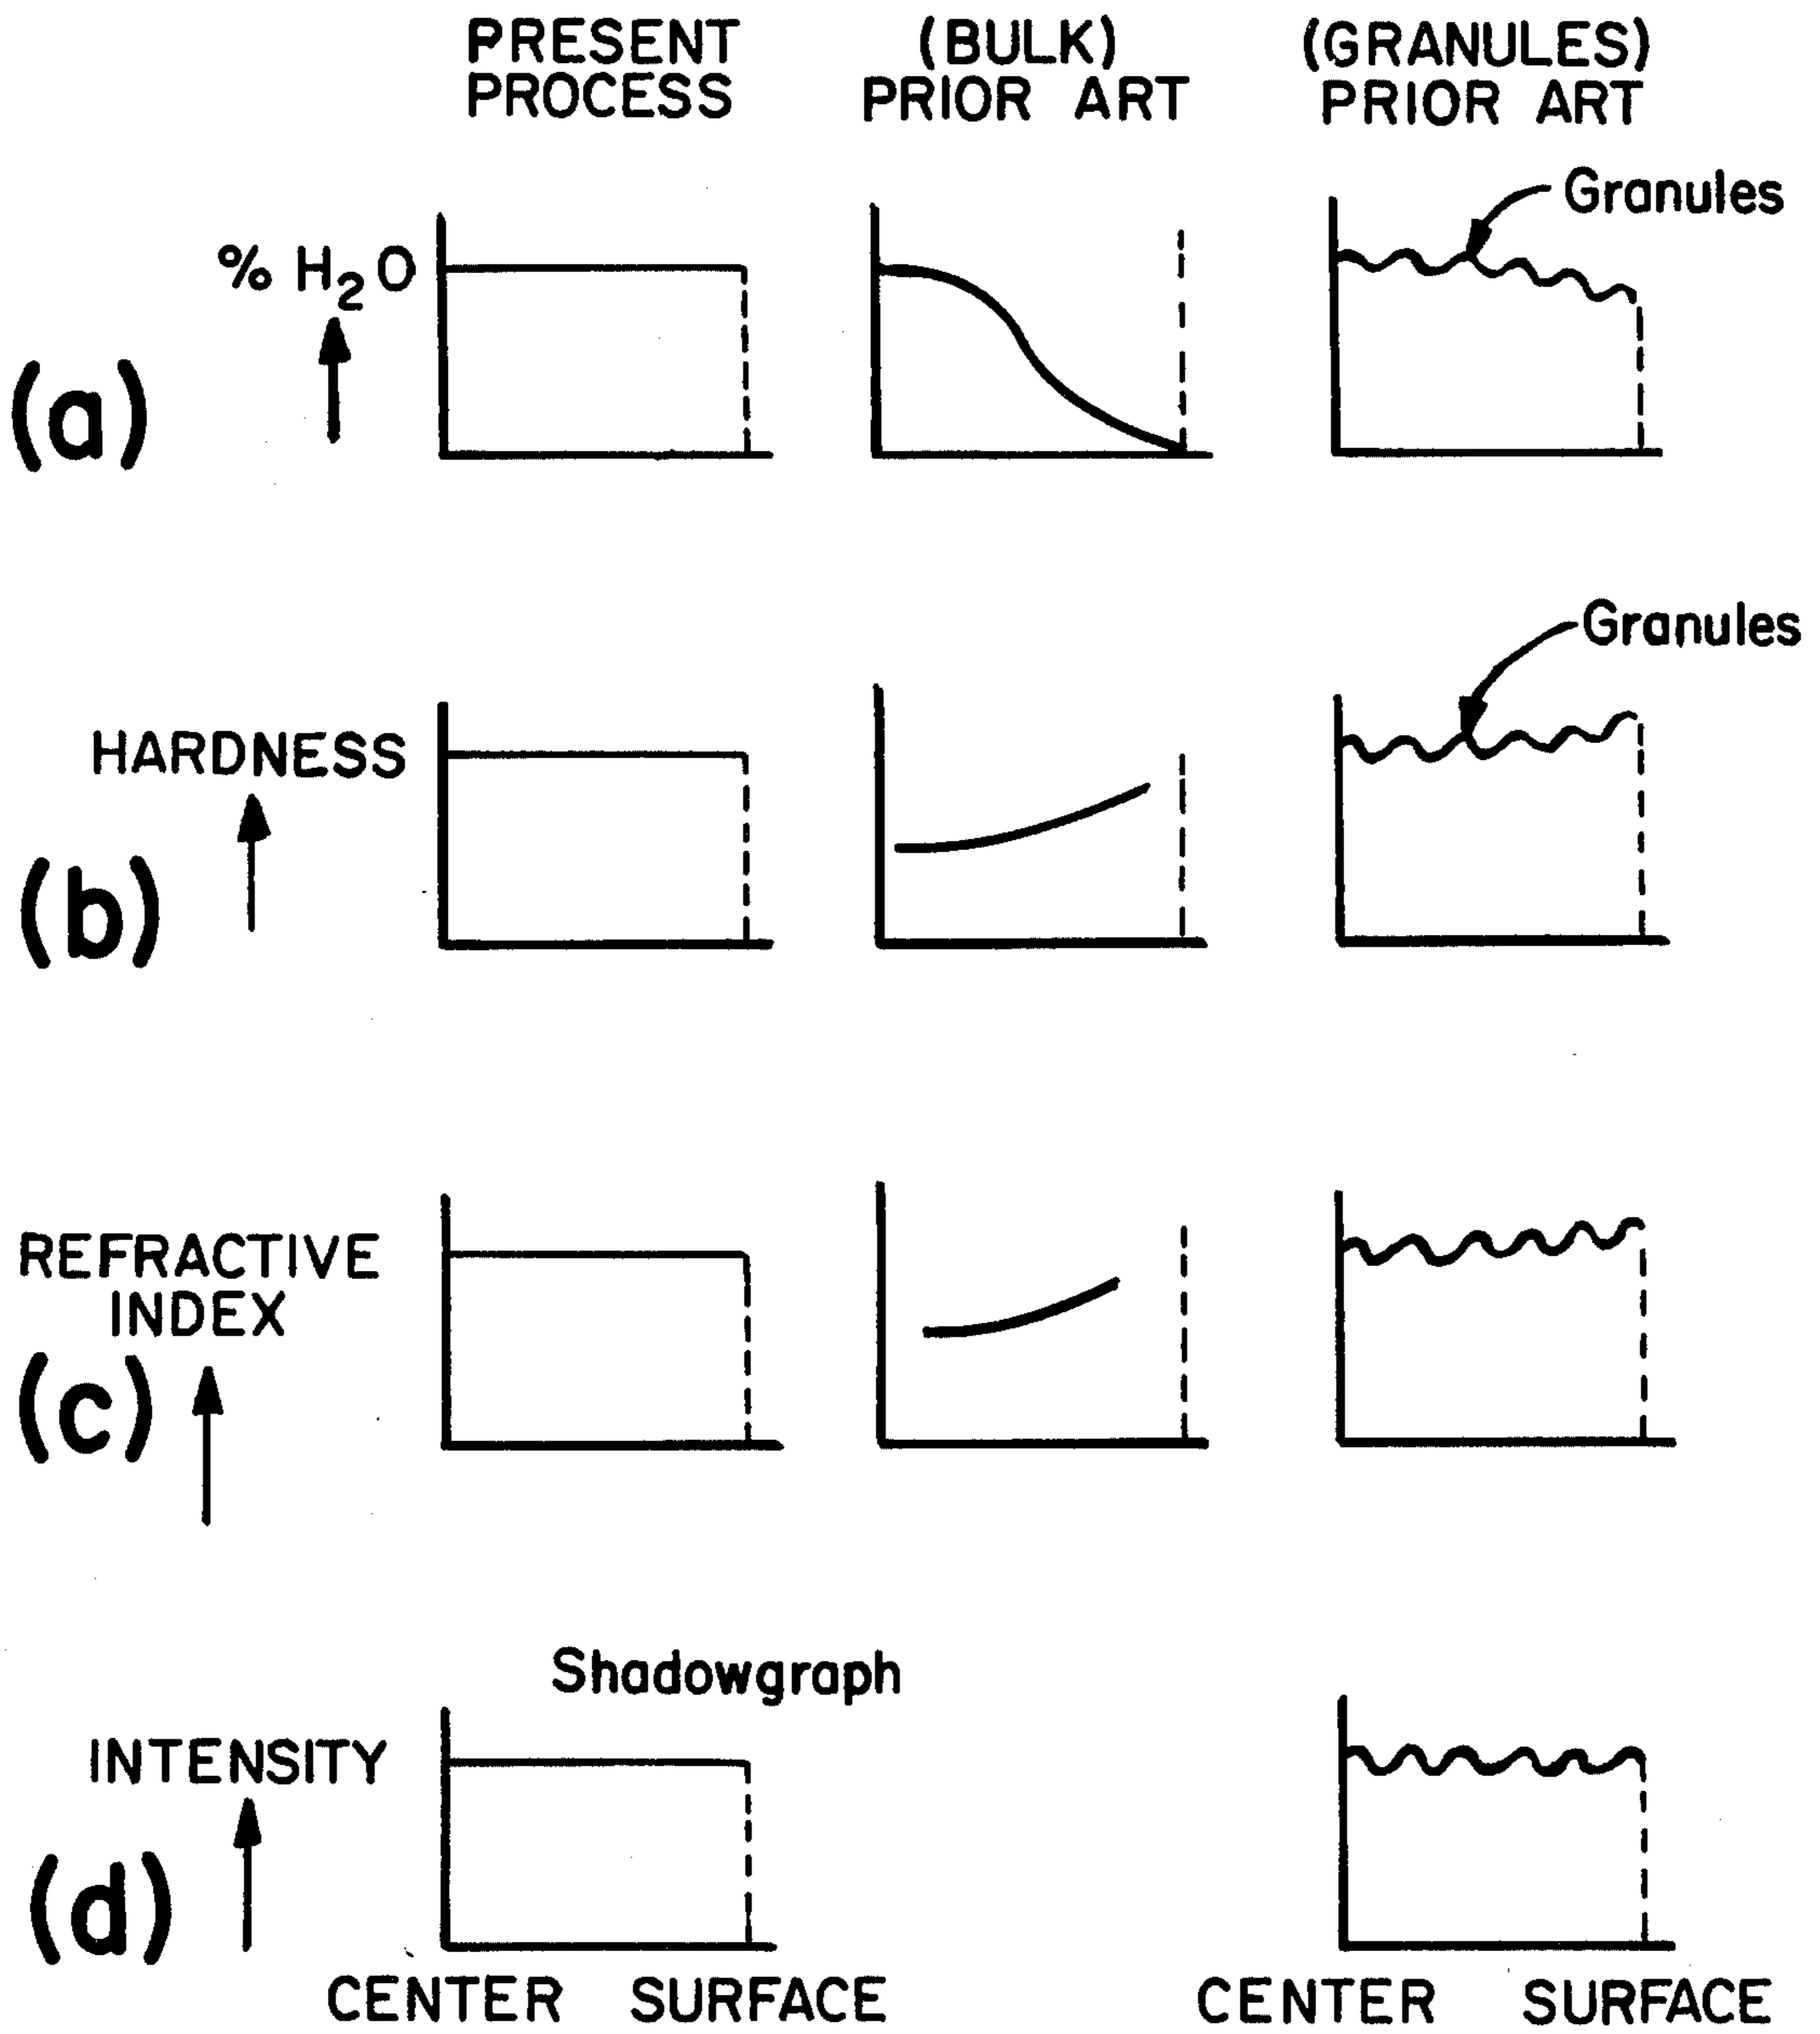 PRESENT
PROCESS
(BULK)
PRIOR ART
(GRANULES)
PRIOR ART
Granules
% H₂O
(a)
Granules
HARDNESS
(b)
REFRACTIVE
INDEX
(c)
Shadowgraph
INTENSITY
(d)
CENTER SURFACE
CENTER SURFACE